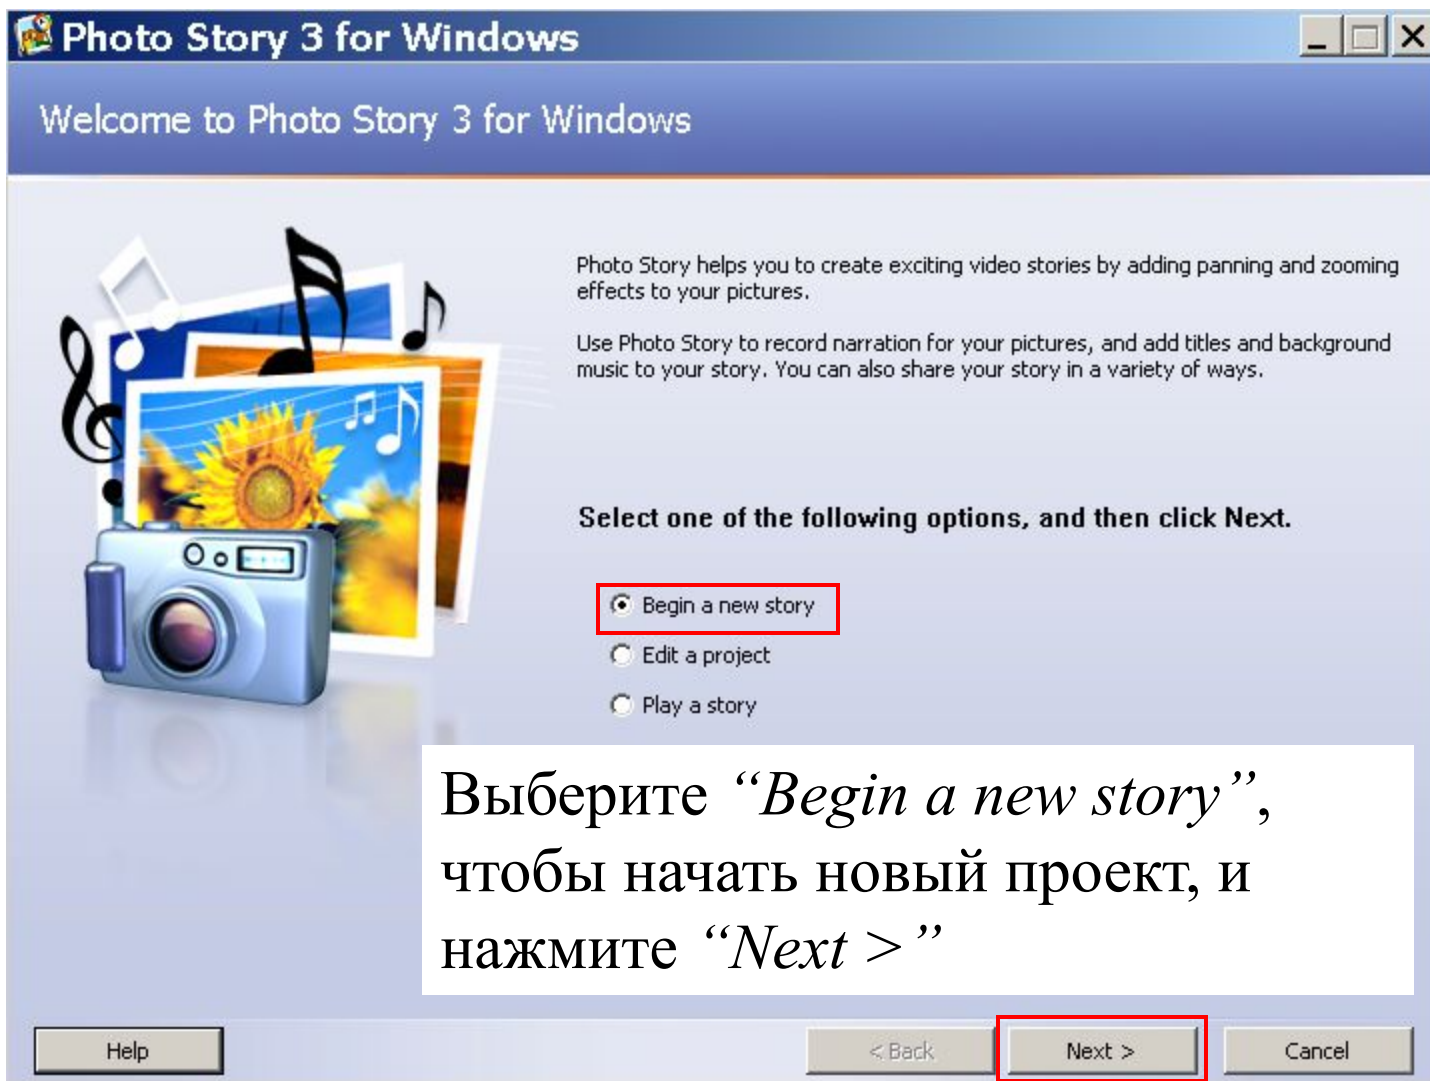 Photo Story 3 for Windows
Welcome to Photo Story 3 for Windows
Photo Story helps you to create exciting video stories by adding panning and zooming
effects to your pictures.
Use Photo Story to record narration for your pictures, and add titles and background
music to your story. You can also share your story in a variety of ways.
Select one of the following options, and then click Next.
Begin a new story
Edit a project
Play a story
Выберите “Begin a new story”,
чтобы начать новый проект, и
нажмите “Next >”
Help
< Back
Next >
Cancel